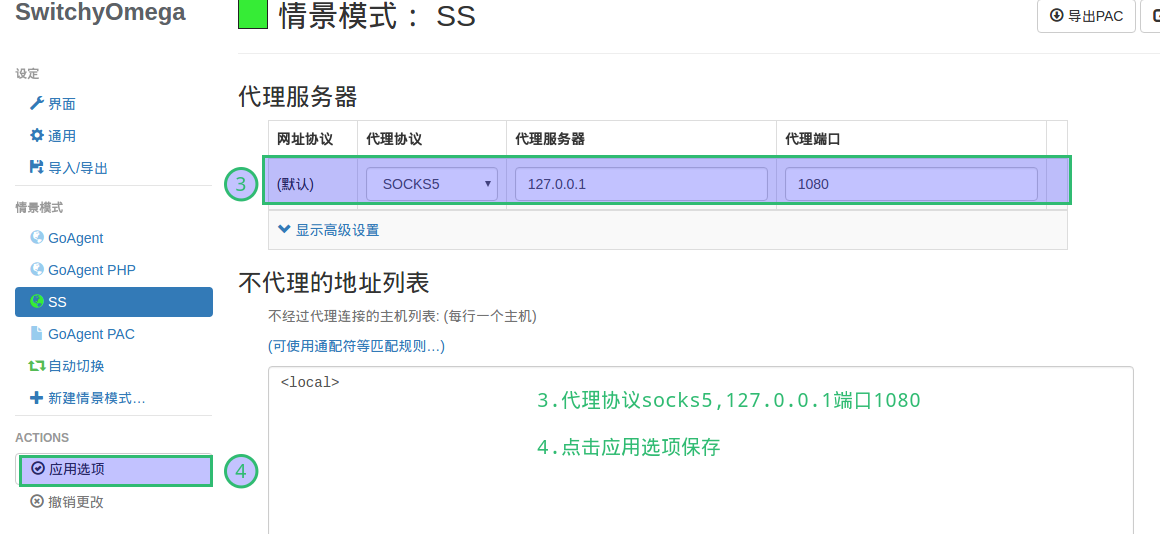 SwitchyOmega
设定
界面
通用
导入/导出
情景模式
GoAgent
GoAgent PHP
SS
GoAgent PAC
自动切换
新建情景模式…
ACTIONS
应用选项
撤销更改
4
情景模式 : SS
导出PAC
代理服务器
网址协议 代理协议 代理服务器 代理端口
3
(默认) SOCKS5 127.0.0.1 1080
显示高级设置
不代理的地址列表
不经过代理连接的主机列表: (每行一个主机)
(可使用通配符等匹配规则…)
<local>
3.代理协议socks5,127.0.0.1端口1080
4.点击应用选项保存